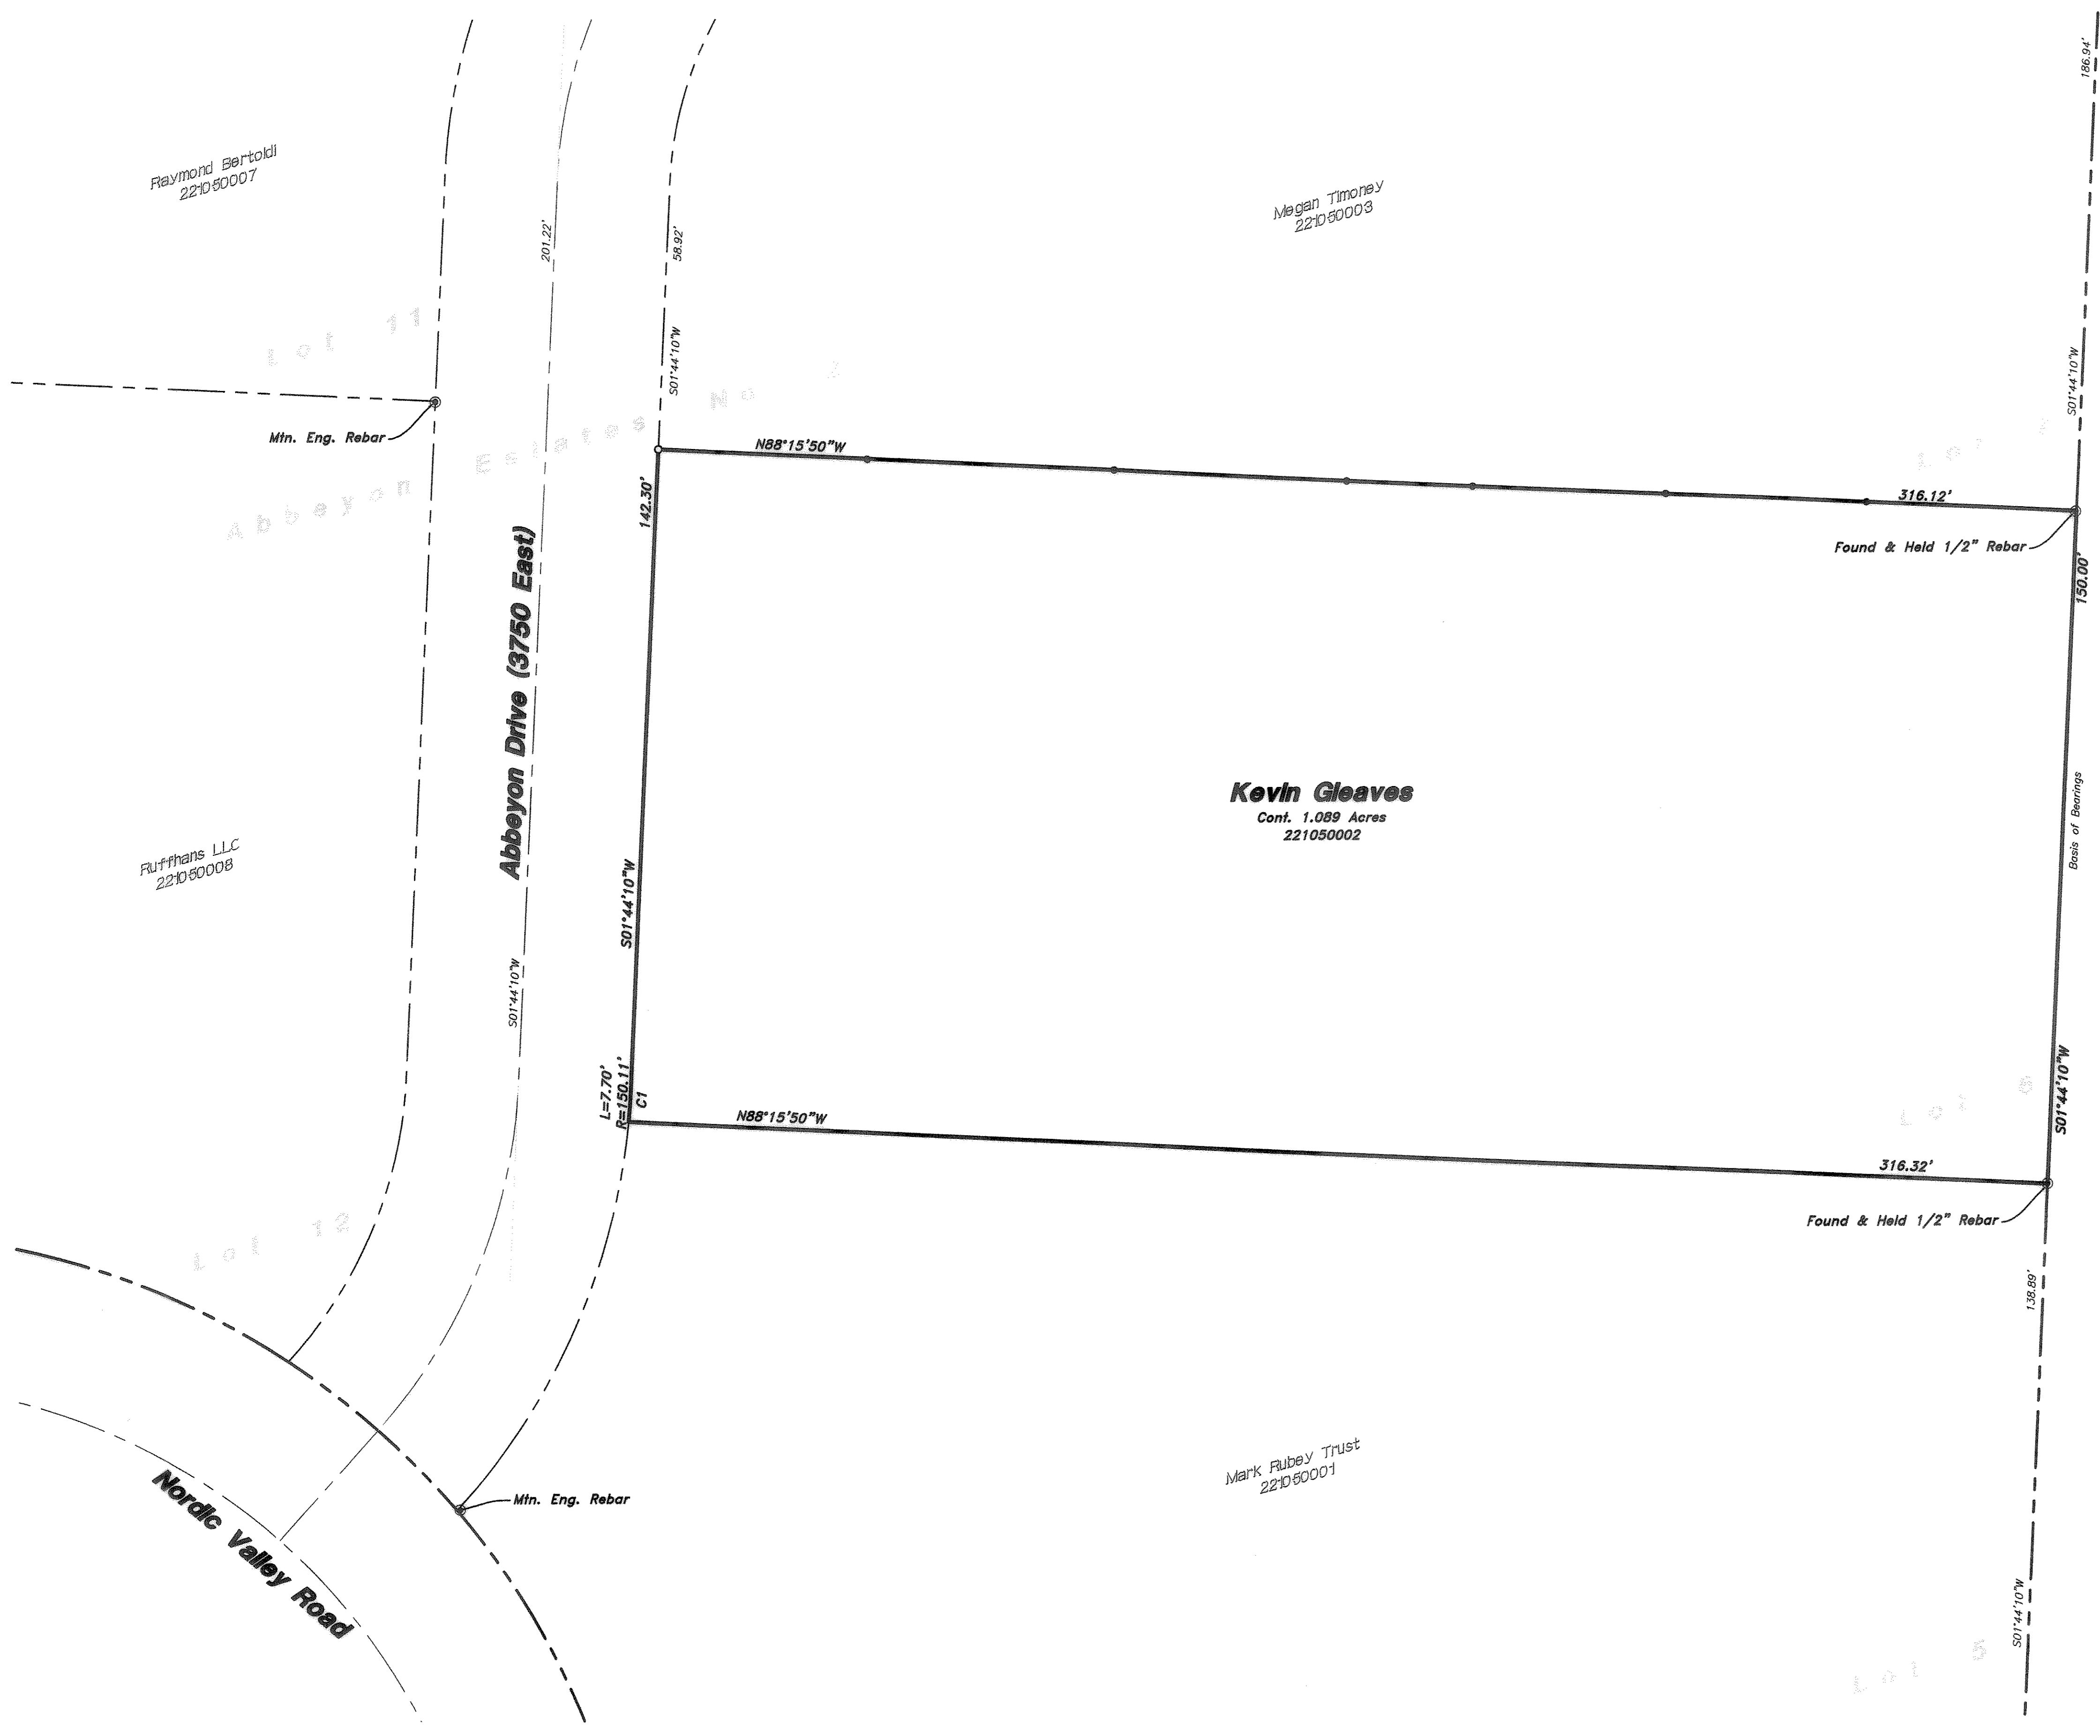 186.94'
Raymond Bertoldi
221050007
Megan Timoney
221050003
201.22'
58.92'
Lot 11
S01°44'10"W
S01°44'10"W
Mtn. Eng. Rebar
Abbeyon Estates No
N88°15'50"W
142.30'
316.12'
Found & Held 1/2" Rebar
150.00'
Abbeyon Drive (3750 East)
Kevin Gleaves
Cont. 1.089 Acres
221050002
Basis of Bearings
Ruffhans LLC
221050008
S01°44'10"W
S01°44'10"W
L=7.70'
R=150.11'
C1
N88°15'50"W
316.32'
S01°44'10"W
Lot 6
Found & Held 1/2" Rebar
Lot 12
138.89'
Mark Rubey Trust
221050001
Mtn. Eng. Rebar
Nordic Valley Road
S01°44'10"W
Lot 5